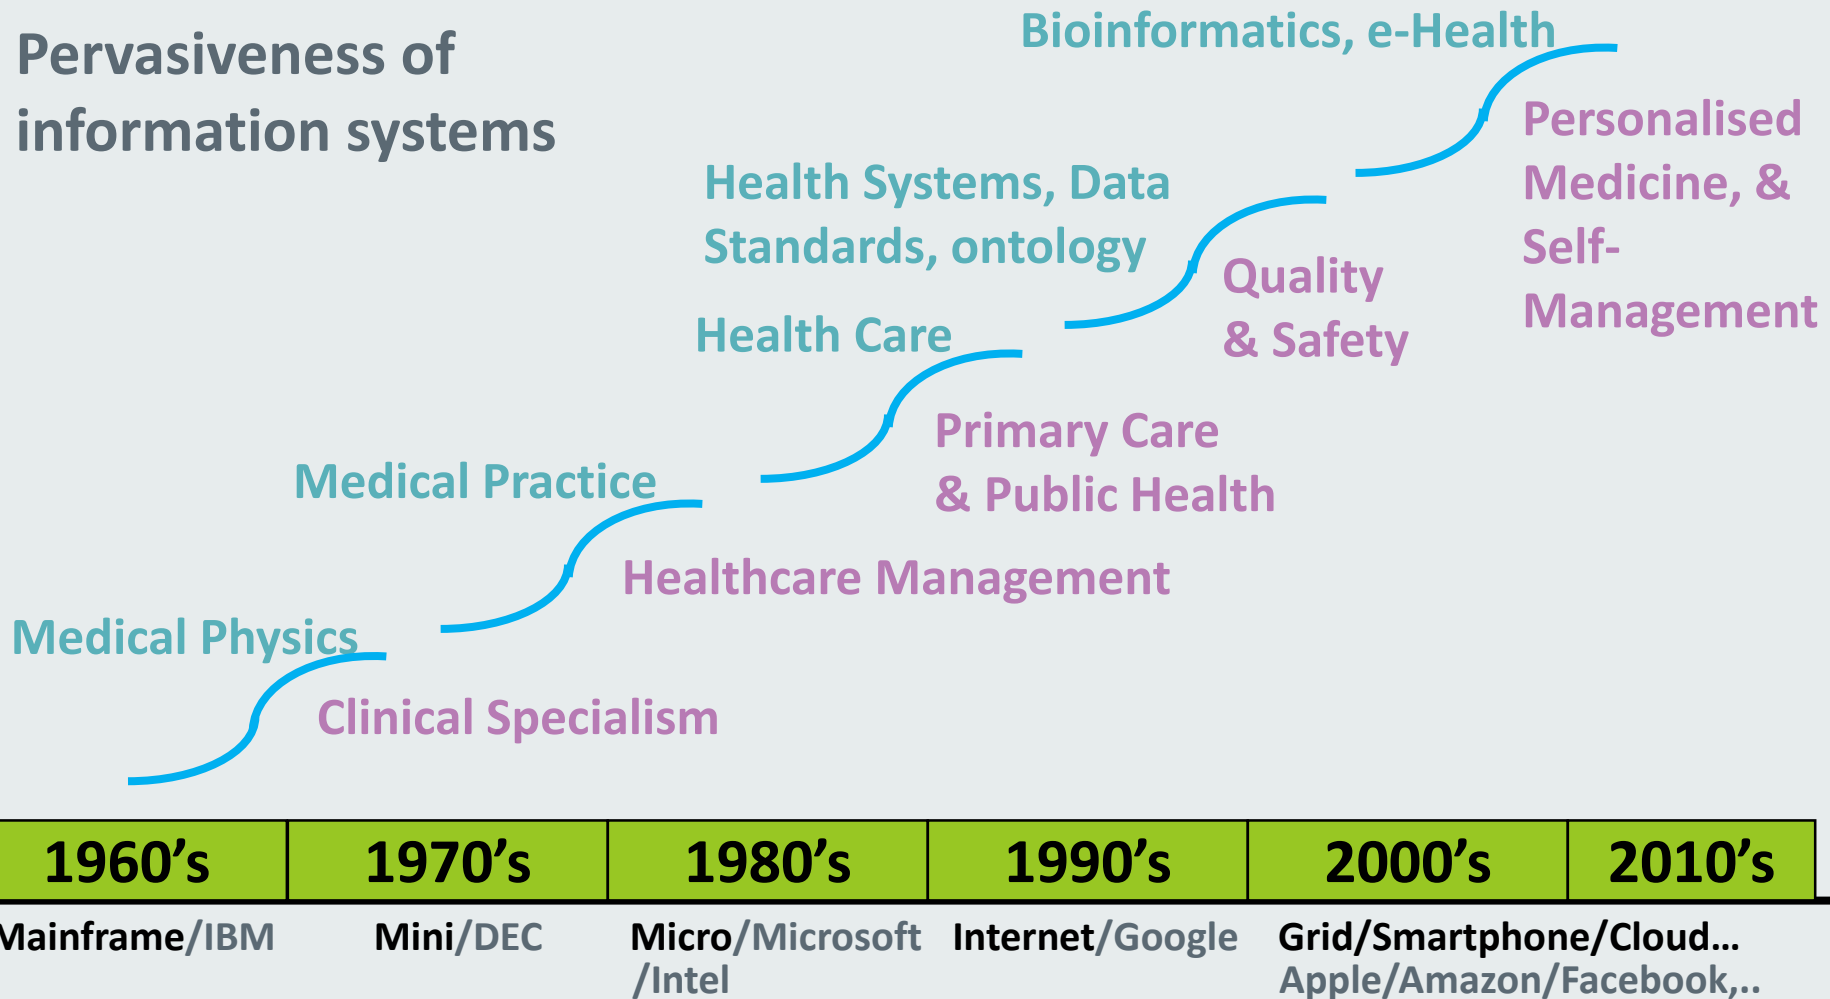 Pervasiveness of
information systems
Bioinformatics, e-Health
Personalised
Medicine, &
Self-
Management
Health Systems, Data
Standards, ontology
Quality
& Safety
Health Care
Primary Care
& Public Health
Medical Practice
Healthcare Management
Medical Physics
Clinical Specialism
1960’s 1970’s 1980’s 1990’s 2000’s 2010’s
Mainframe/IBM Mini/DEC Micro/Microsoft Internet/Google Grid/Smartphone/Cloud...
/Intel Apple/Amazon/Facebook,..